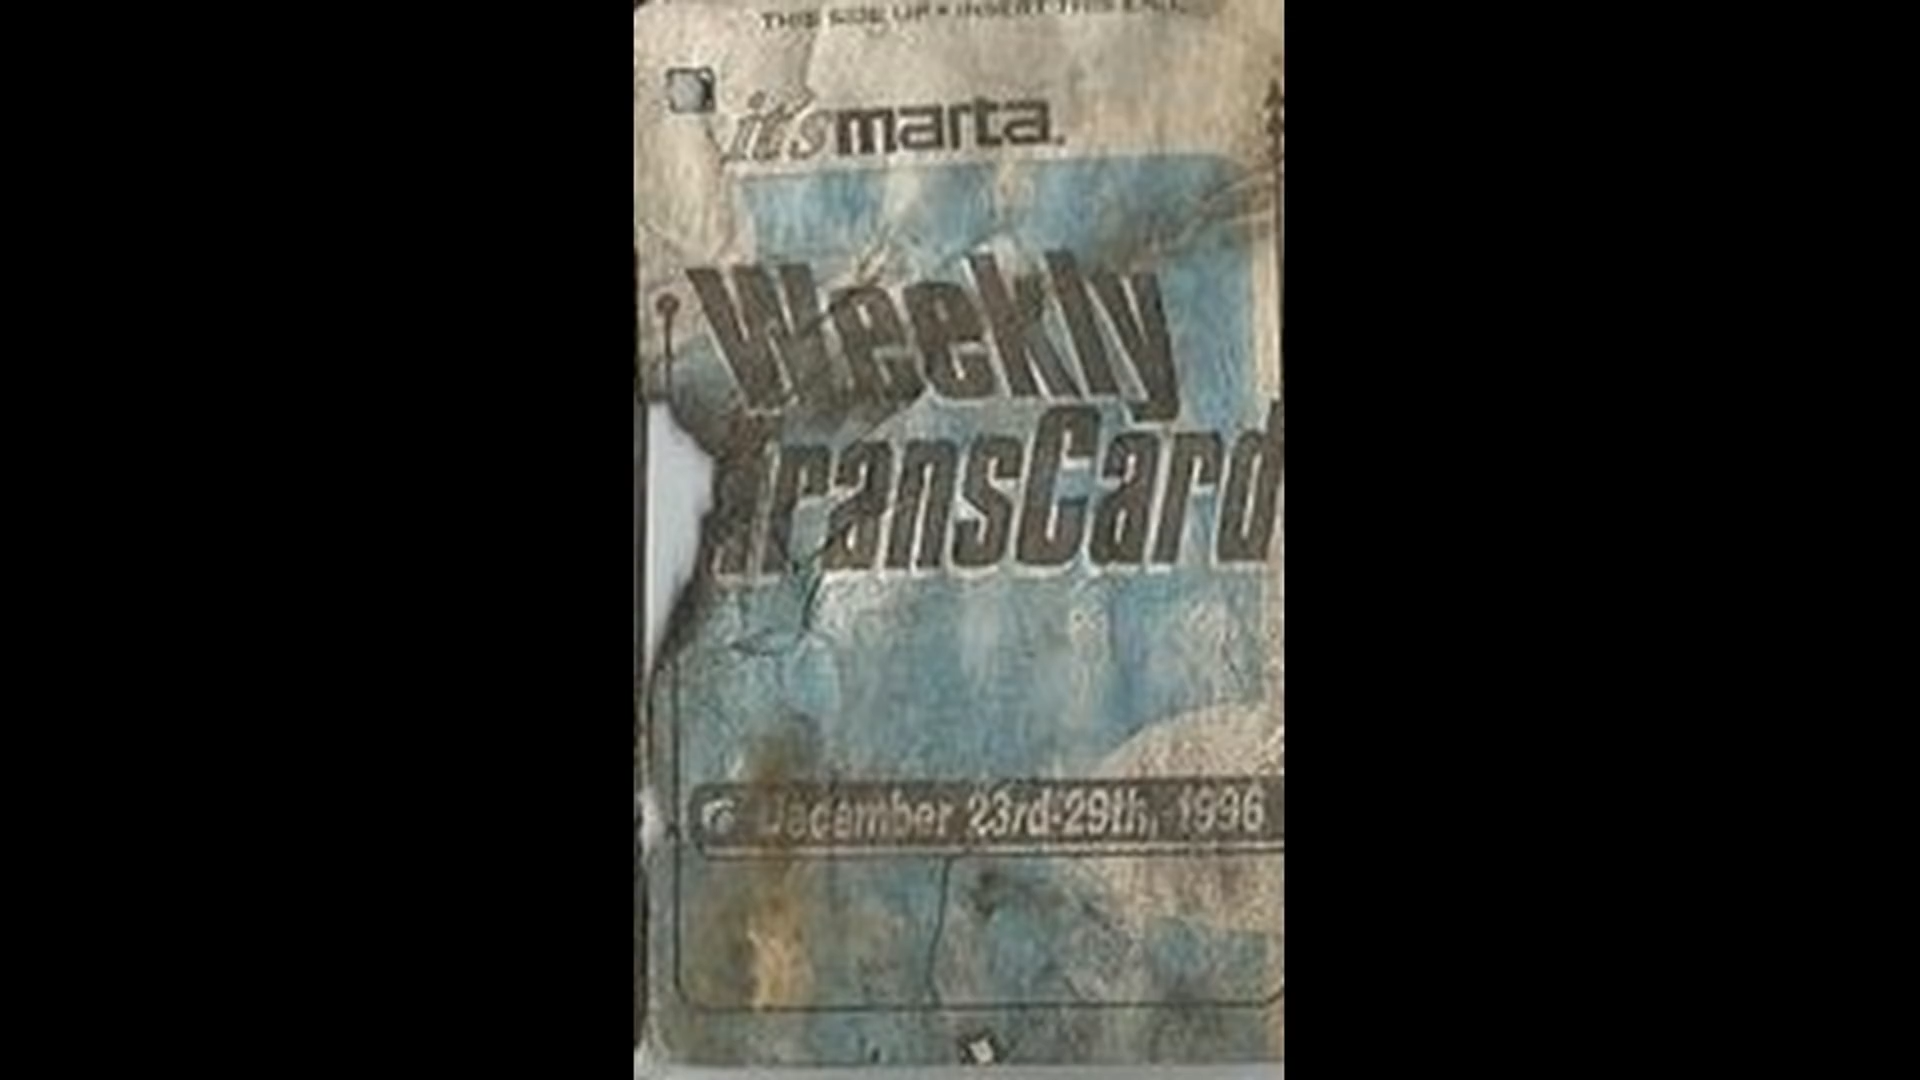 THIS SIDE UP • INSERT THIS END
it's marta.
Weekly
TransCard
December 23rd-29th, 1996